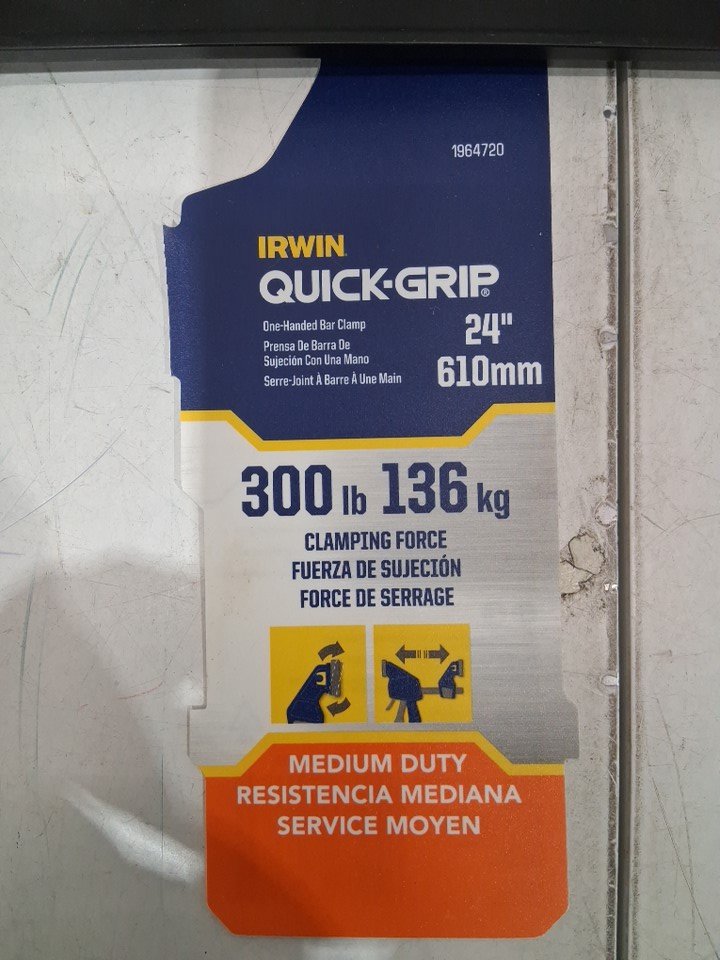 1964720
IRWIN
QUICK-GRIP®
One-Handed Bar Clamp
Prensa De Barra De
Sujeción Con Una Mano
Serre-Joint À Barre À Une Main
24"
610mm
300 lb 136 kg
CLAMPING FORCE
FUERZA DE SUJECIÓN
FORCE DE SERRAGE
MEDIUM DUTY
RESISTENCIA MEDIANA
SERVICE MOYEN